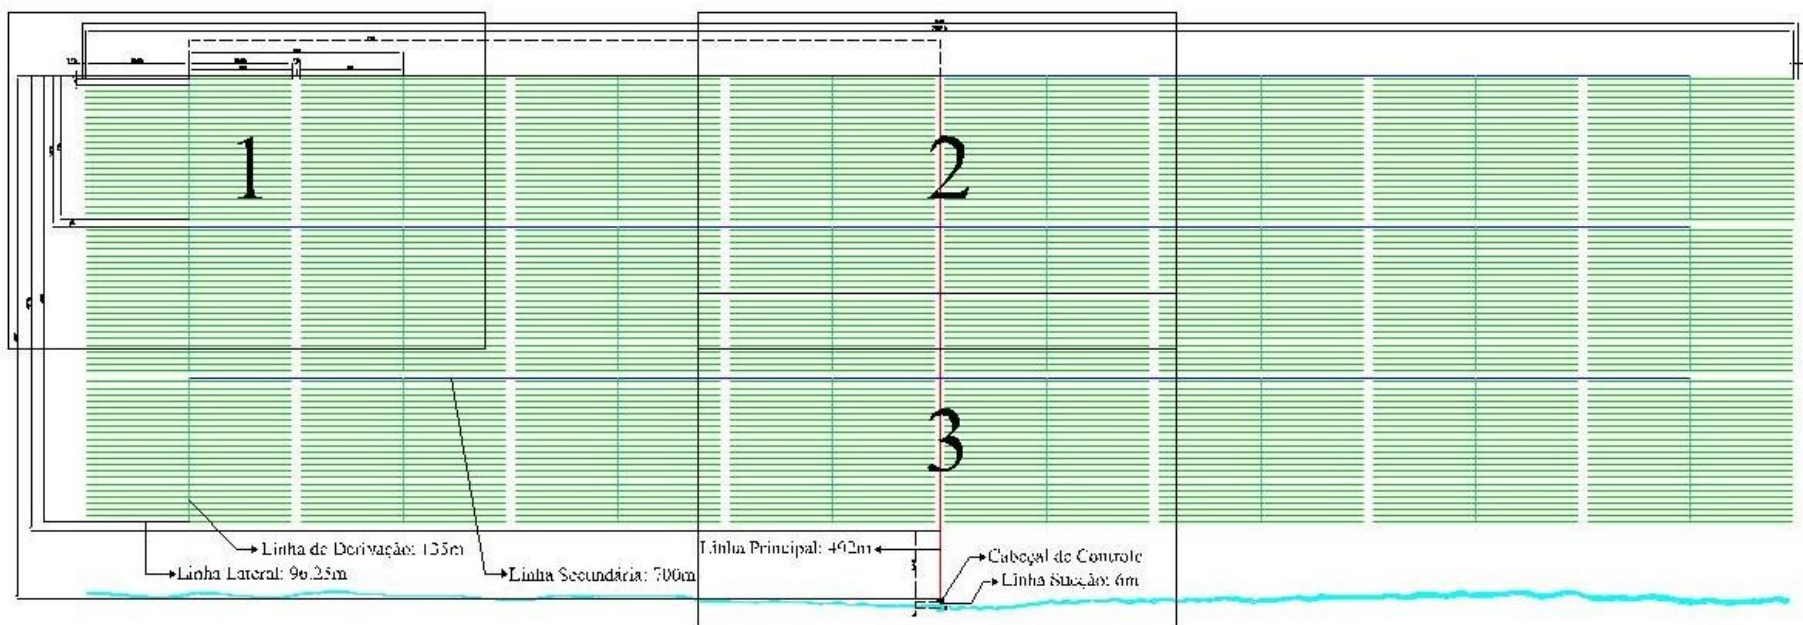 1
2
3
Linha de Derivação: 135m
Linha Lateral: 96.25m
Linha Secundária: 700m
Linha Principal: 492m
Cabeçal de Controle
Linha Sucção: 6m